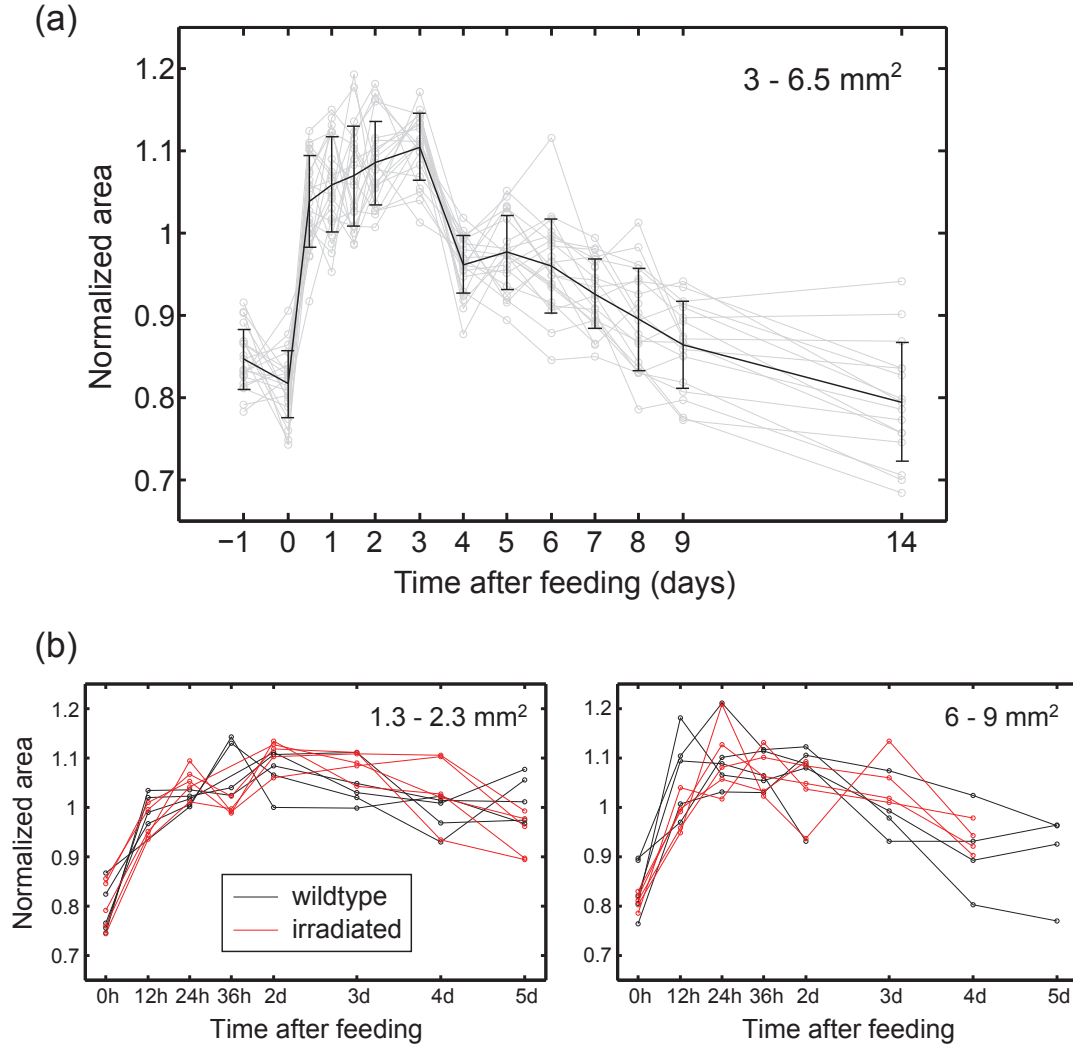 (a)
3 - 6.5 mm²
Normalized area
1.2
1.1
1
0.9
0.8
0.7
−1 0 1 2 3 4 5 6 7 8 9 14
Time after feeding (days)
(b)
1.3 - 2.3 mm²
Normalized area
1.2
1.1
1.0
0.9
0.8
0.7
wildtype
irradiated
0h 12h 24h 36h 2d 3d 4d 5d
Time after feeding
6 - 9 mm²
1.2
1.1
1.0
0.9
0.8
0.7
0h 12h 24h 36h 2d 3d 4d 5d
Time after feeding